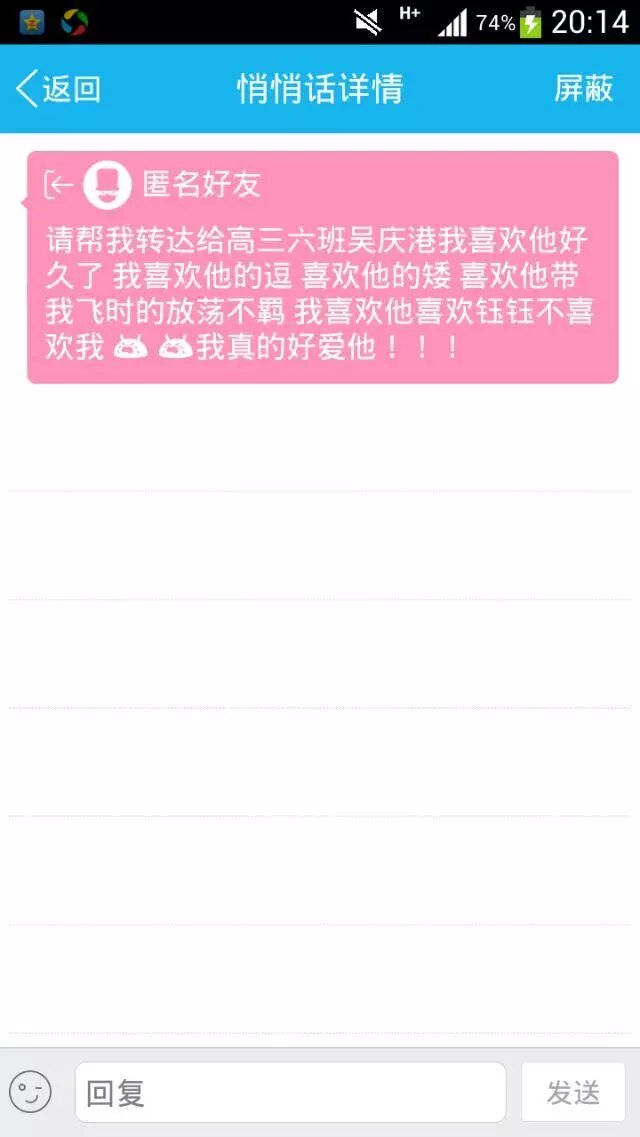 H+ 74% 20:14
返回 悄悄话详情 屏蔽
匿名好友
请帮我转达给高三六班吴庆港我喜欢他好
久了 我喜欢他的逗 喜欢他的矮 喜欢他带
我飞时的放荡不羁 我喜欢他喜欢钰钰不喜
欢我 我真的好爱他！！！
回复 发送